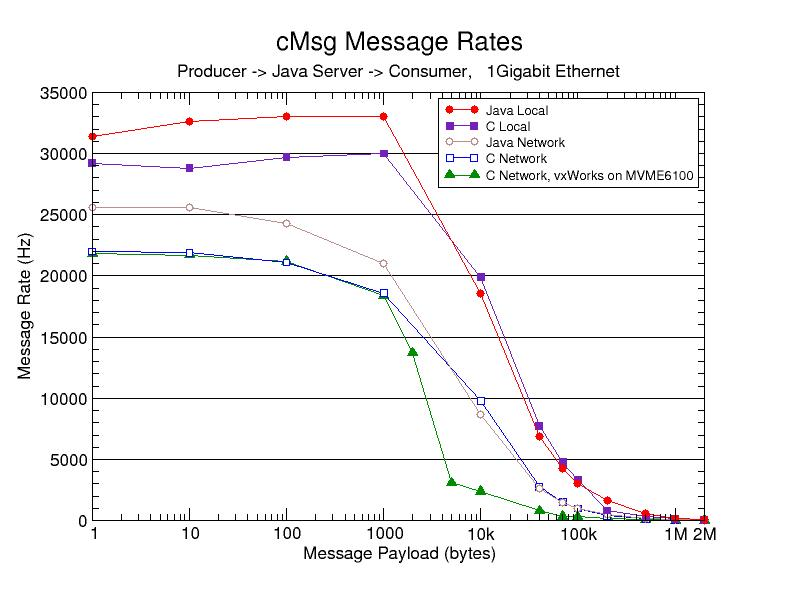 cMsg Message Rates
Producer -> Java Server -> Consumer, 1Gigabit Ethernet
Java Local
C Local
Java Network
C Network
C Network, vxWorks on MVME6100
Message Rate (Hz)
35000
30000
25000
20000
15000
10000
5000
0
1 10 100 1000 10k 100k 1M 2M
Message Payload (bytes)